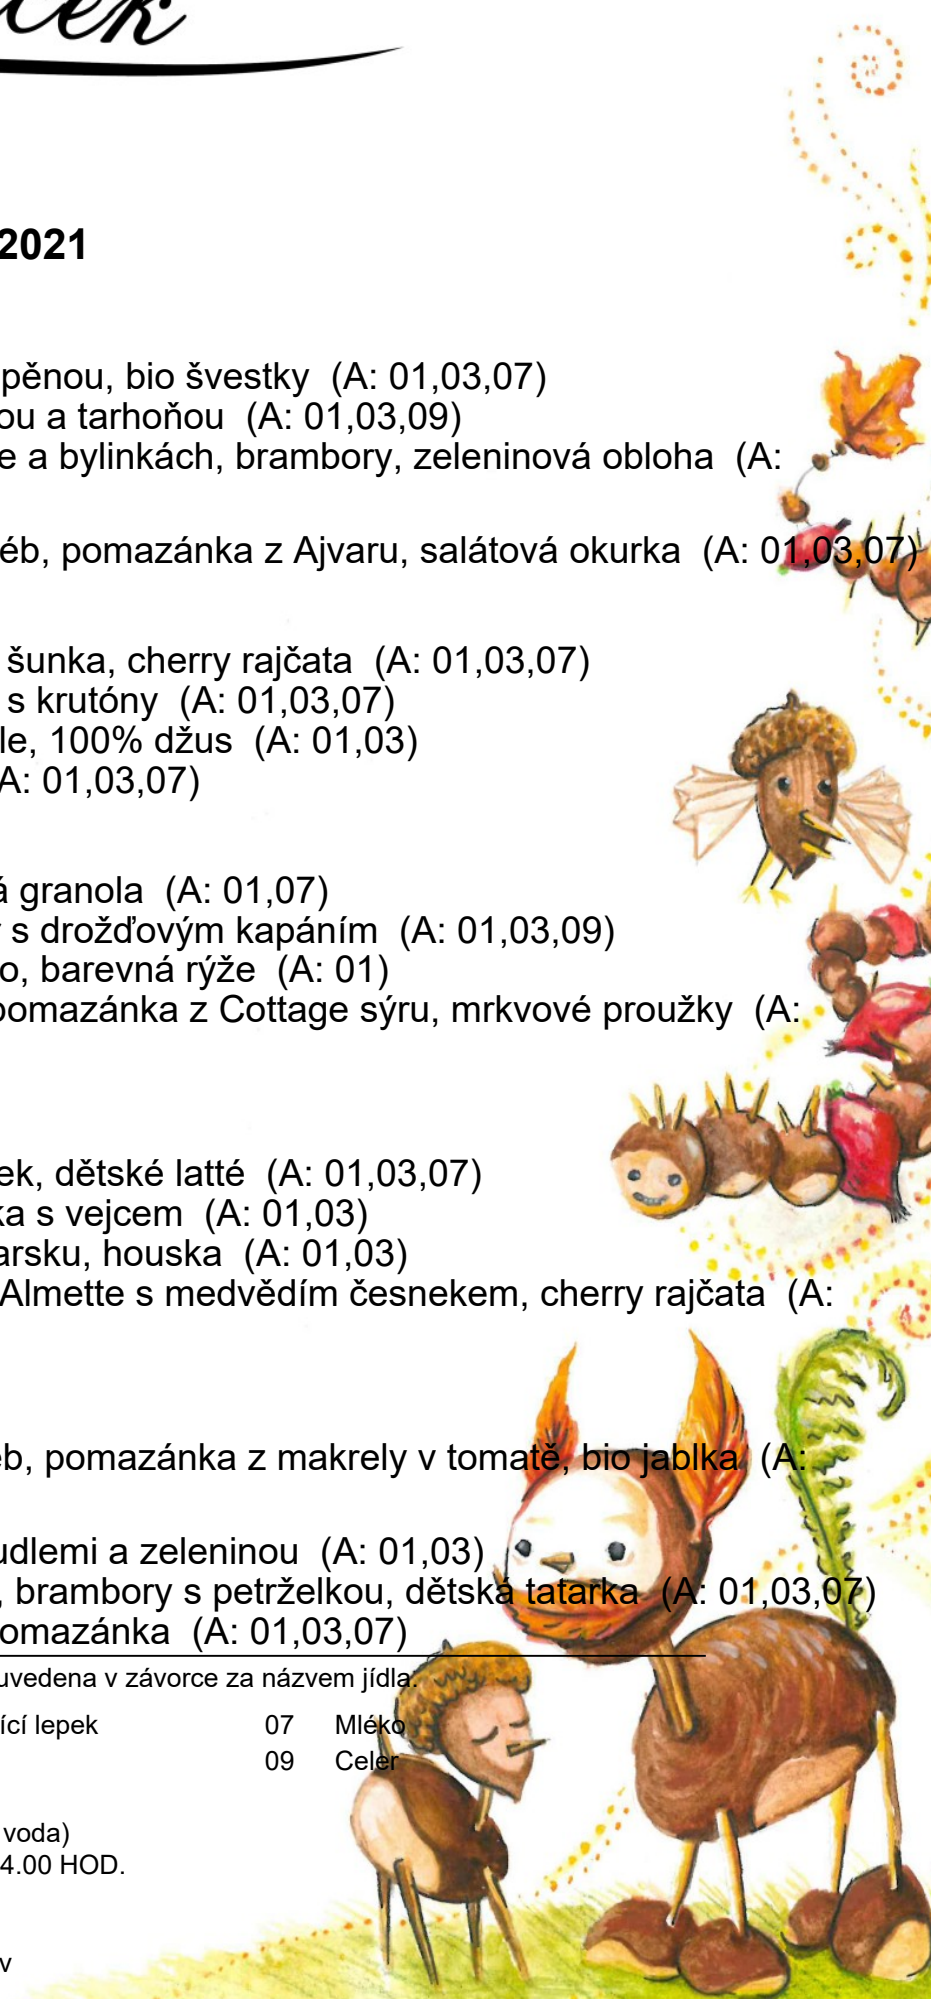 2021
pěnou, bio švestky (A: 01,03,07)
ou a tarhoňou (A: 01,03,09)
e a bylinkách, brambory, zeleninová obloha (A:
éb, pomazánka z Ajvaru, salátová okurka (A: 01,03,07)
šunka, cherry rajčata (A: 01,03,07)
s krutóny (A: 01,03,07)
le, 100% džus (A: 01,03)
A: 01,03,07)
á granola (A: 01,07)
s drožďovým kapáním (A: 01,03,09)
o, barevná rýže (A: 01)
pomazánka z Cottage sýru, mrkvové proužky (A:
ek, dětské latté (A: 01,03,07)
ka s vejcem (A: 01,03)
arsku, houska (A: 01,03)
Almette s medvědím česnekem, cherry rajčata (A:
éb, pomazánka z makrely v tomatě, bio jablka (A:
udlemi a zeleninou (A: 01,03)
, brambory s petrželkou, dětská tatarka (A: 01,03,07)
omazánka (A: 01,03,07)
uvedena v závorce za názvem jídla.
ící lepek 07 Mléko
09 Celer
voda)
4.00 HOD.
v